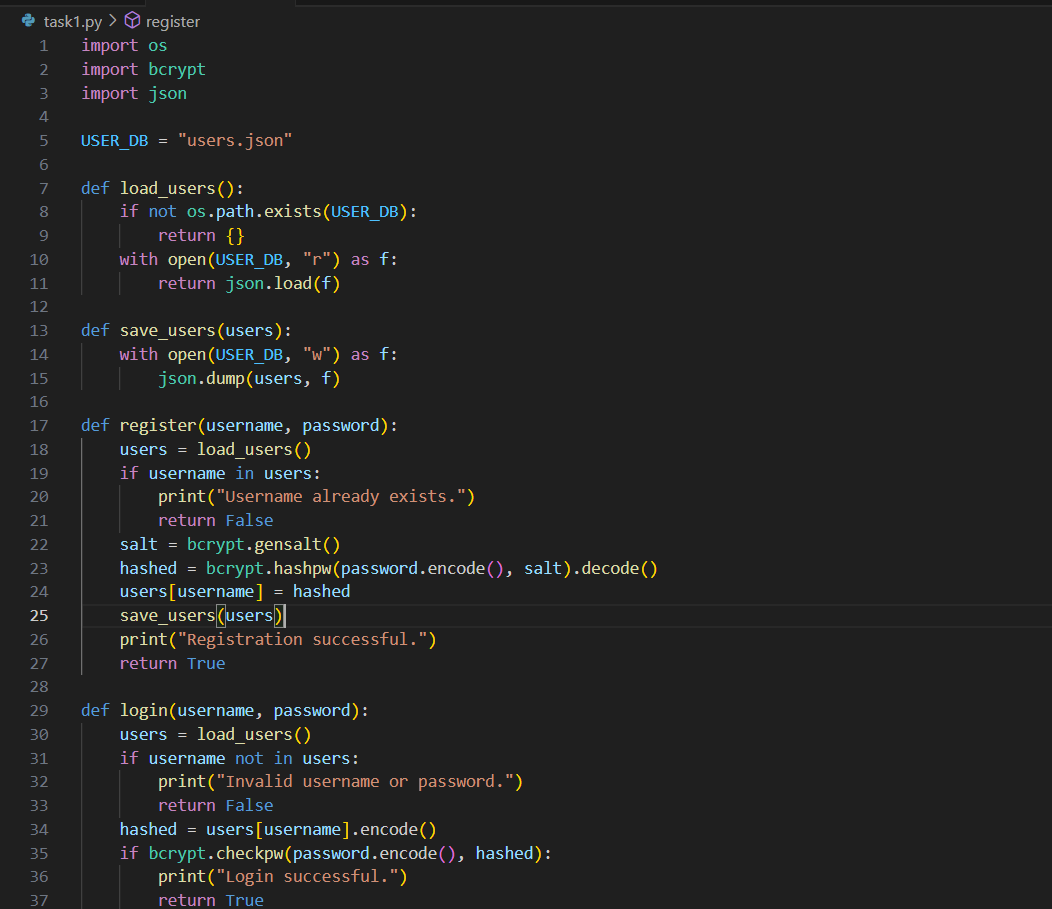 task1.py > register
1 import os
2 import bcrypt
3 import json
4
5 USER_DB = "users.json"
6
7 def load_users():
8     if not os.path.exists(USER_DB):
9         return {}
10     with open(USER_DB, "r") as f:
11         return json.load(f)
12
13 def save_users(users):
14     with open(USER_DB, "w") as f:
15         json.dump(users, f)
16
17 def register(username, password):
18     users = load_users()
19     if username in users:
20         print("Username already exists.")
21         return False
22     salt = bcrypt.gensalt()
23     hashed = bcrypt.hashpw(password.encode(), salt).decode()
24     users[username] = hashed
25     save_users(users)
26     print("Registration successful.")
27     return True
28
29 def login(username, password):
30     users = load_users()
31     if username not in users:
32         print("Invalid username or password.")
33         return False
34     hashed = users[username].encode()
35     if bcrypt.checkpw(password.encode(), hashed):
36         print("Login successful.")
37         return True